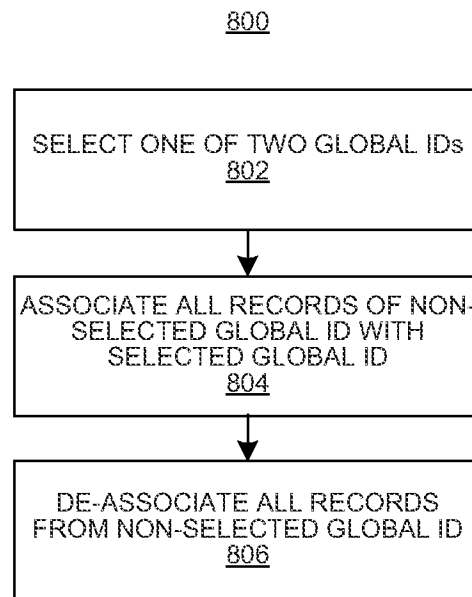 800
SELECT ONE OF TWO GLOBAL IDs
802
ASSOCIATE ALL RECORDS OF NON-
SELECTED GLOBAL ID WITH
SELECTED GLOBAL ID
804
DE-ASSOCIATE ALL RECORDS
FROM NON-SELECTED GLOBAL ID
806